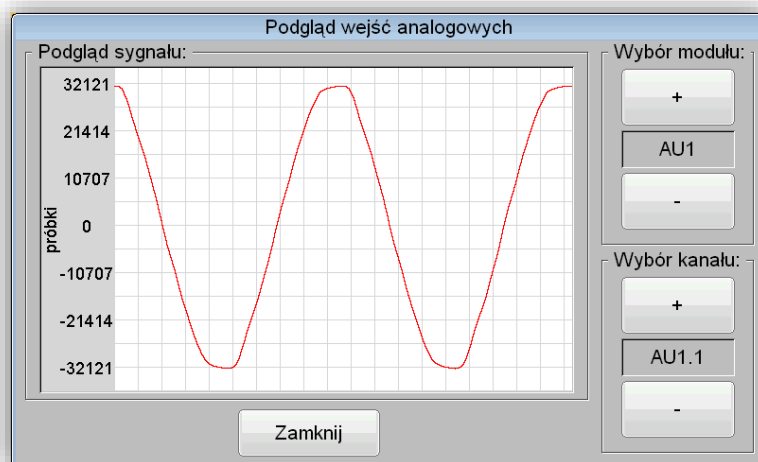 Podgląd wejść analogowych
Podgląd sygnału:
32121
21414
10707
0
-10707
-21414
-32121
próbki
Zamknij
Wybór modułu:
+
AU1
-
Wybór kanału:
+
AU1.1
-